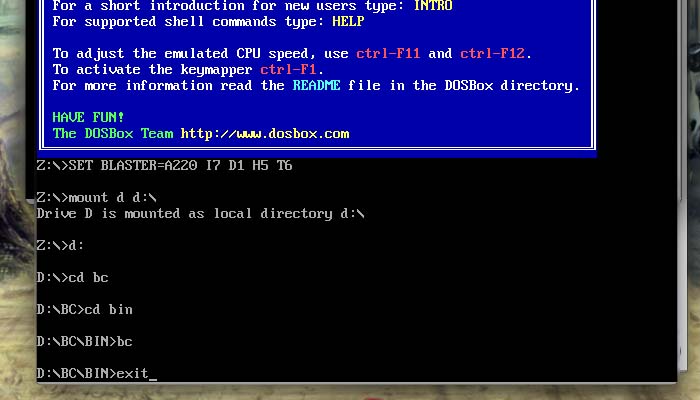 For a short introduction for new users type: INTRO
For supported shell commands type: HELP
To adjust the emulated CPU speed, use ctrl-F11 and ctrl-F12.
To activate the keymapper ctrl-F1.
For more information read the README file in the DOSBox directory.
HAVE FUN!
The DOSBox Team http://www.dosbox.com
Z:\>SET BLASTER=A220 I7 D1 H5 T6
Z:\>mount d d:\
Drive D is mounted as local directory d:\
Z:\>d:
D:\>cd bc
D:\BC>cd bin
D:\BC\BIN>bc
D:\BC\BIN>exit_